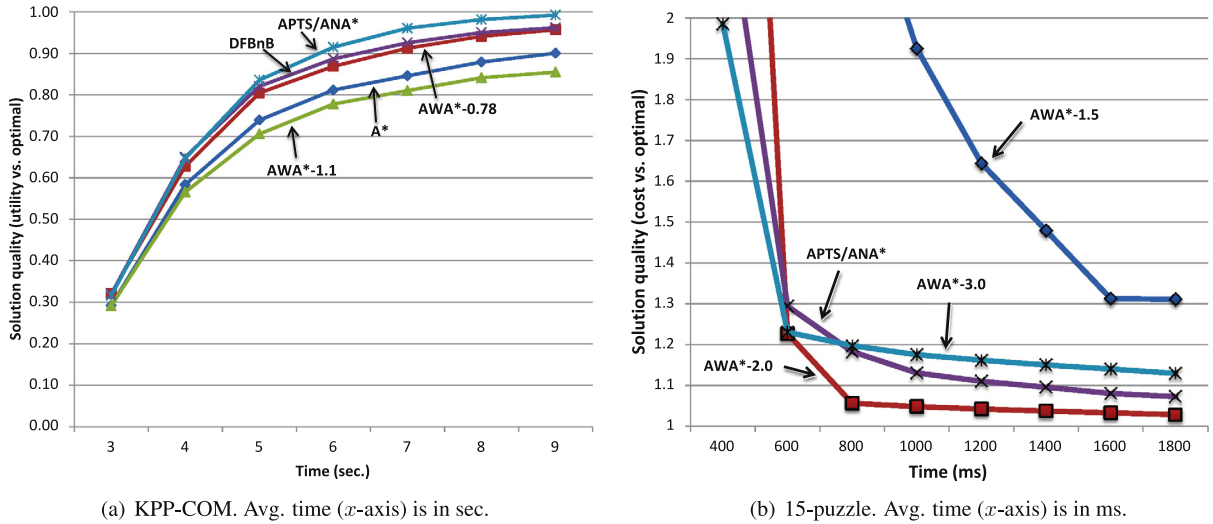 Solution quality (utility vs. optimal)
1.00
0.90
0.80
0.70
0.60
0.50
0.40
0.30
0.20
0.10
0.00
APTS/ANA*
DFBnB
AWA*-0.78
A*
AWA*-1.1
3 4 5 6 7 8 9
Time (sec.)
(a) KPP-COM. Avg. time (x-axis) is in sec.
Solution quality (cost vs. optimal)
2
1.9
1.8
1.7
1.6
1.5
1.4
1.3
1.2
1.1
1
AWA*-1.5
APTS/ANA*
AWA*-3.0
AWA*-2.0
400 600 800 1000 1200 1400 1600 1800
Time (ms)
(b) 15-puzzle. Avg. time (x-axis) is in ms.